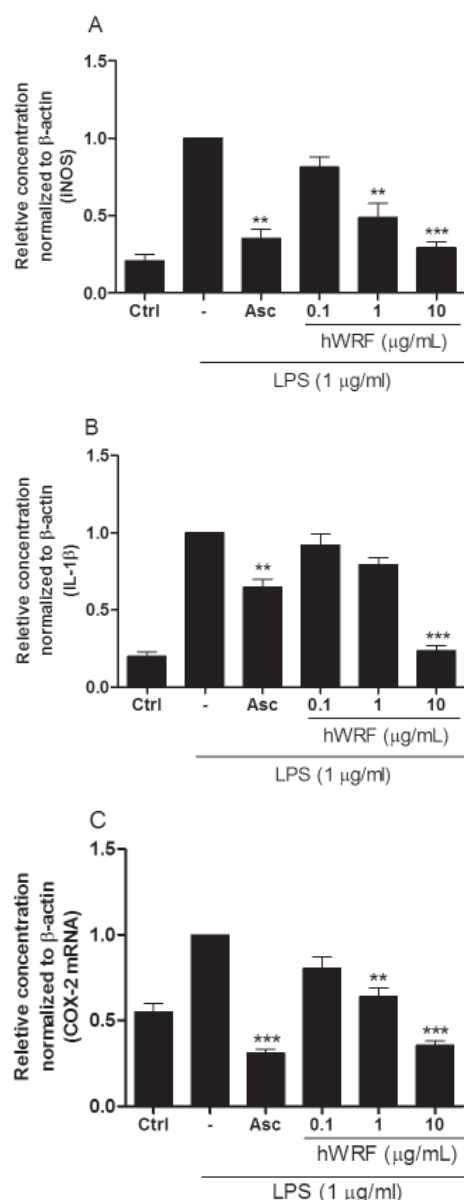 A
Reletive concentration
normalized to β-actin
(iNOS)
1.5
1.0
0.5
0.0
** ** ***
Ctrl - Asc 0.1 1 10
hWRF (μg/mL)
LPS (1 μg/ml)
B
Reletive concentration
normalized to β-actin
(IL-1β)
1.5
1.0
0.5
0.0
** ***
Ctrl - Asc 0.1 1 10
hWRF (μg/mL)
LPS (1 μg/ml)
C
Reletive concentration
normalized to β-actin
(COX-2 mRNA)
1.5
1.0
0.5
0.0
*** ** ***
Ctrl - Asc 0.1 1 10
hWRF (μg/mL)
LPS (1 μg/ml)